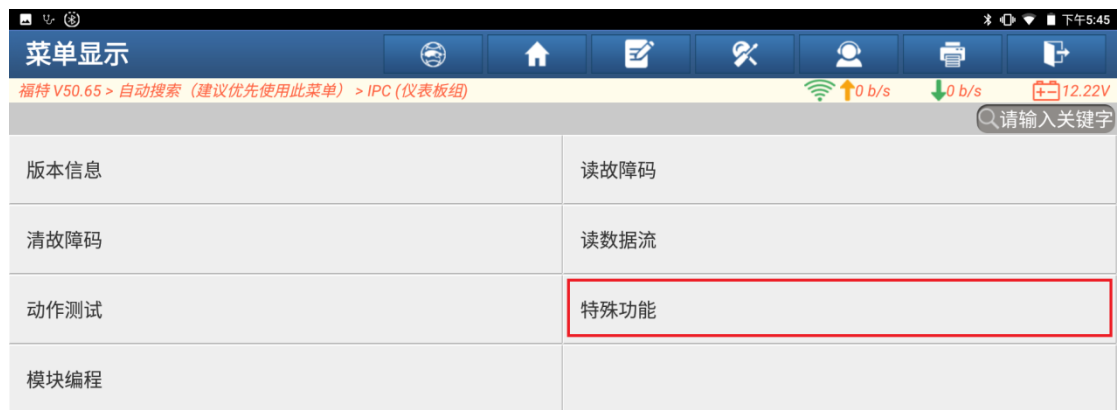 下午5:45
菜单显示
福特 V50.65 > 自动搜索（建议优先使用此菜单） > IPC (仪表板组) 0 b/s 0 b/s 12.22V
请输入关键字
版本信息 读故障码
清故障码 读数据流
动作测试 特殊功能
模块编程